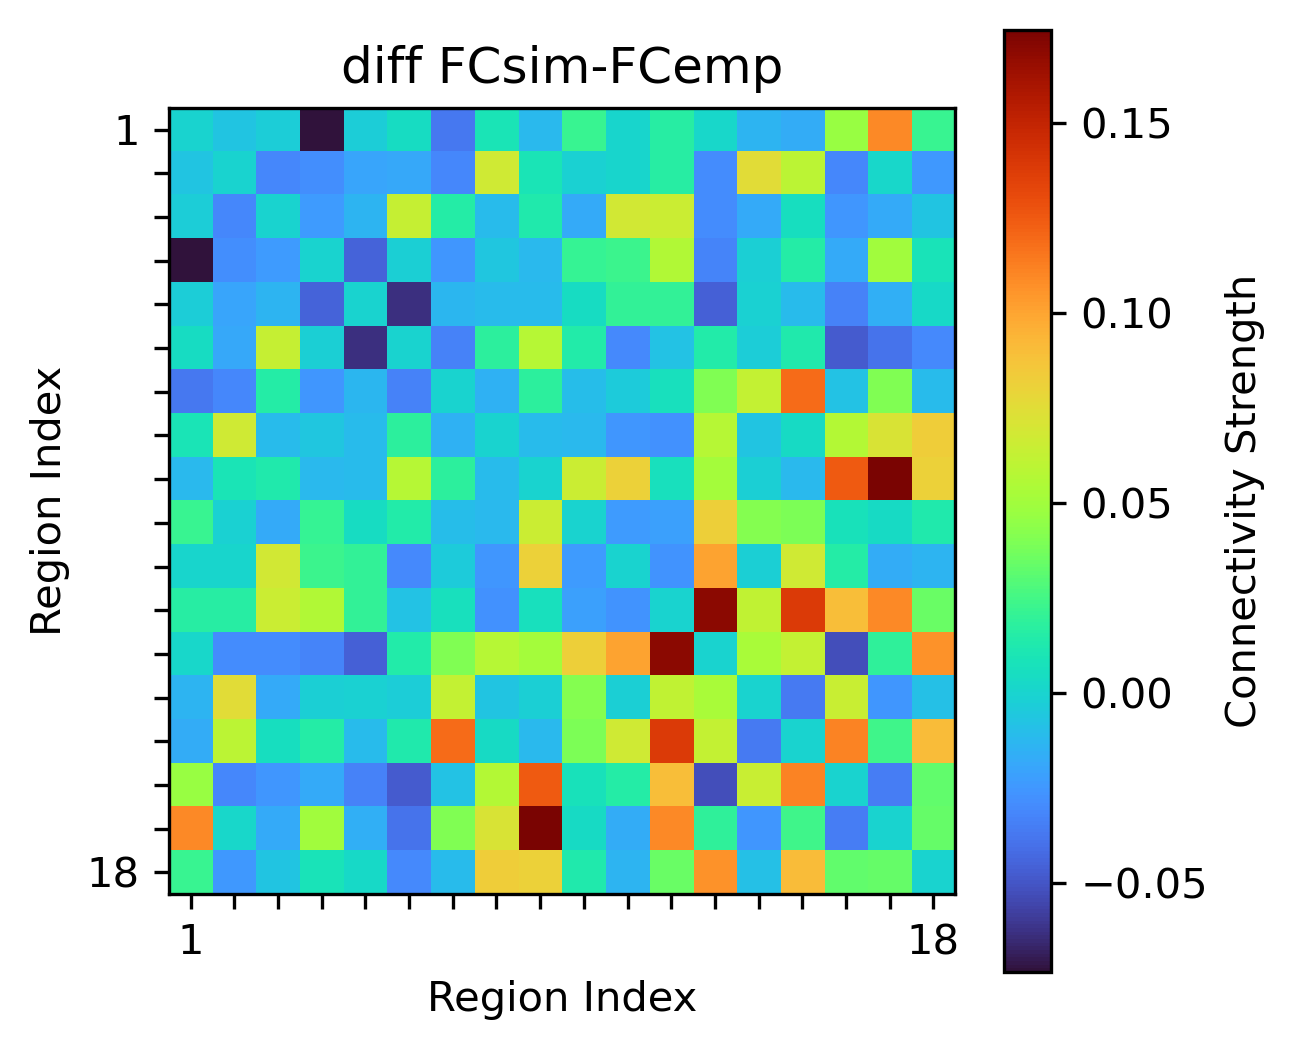 diff FCsim-FCemp
1
18
Region Index
1
18
Region Index
0.15
0.10
0.05
0.00
−0.05
Connectivity Strength